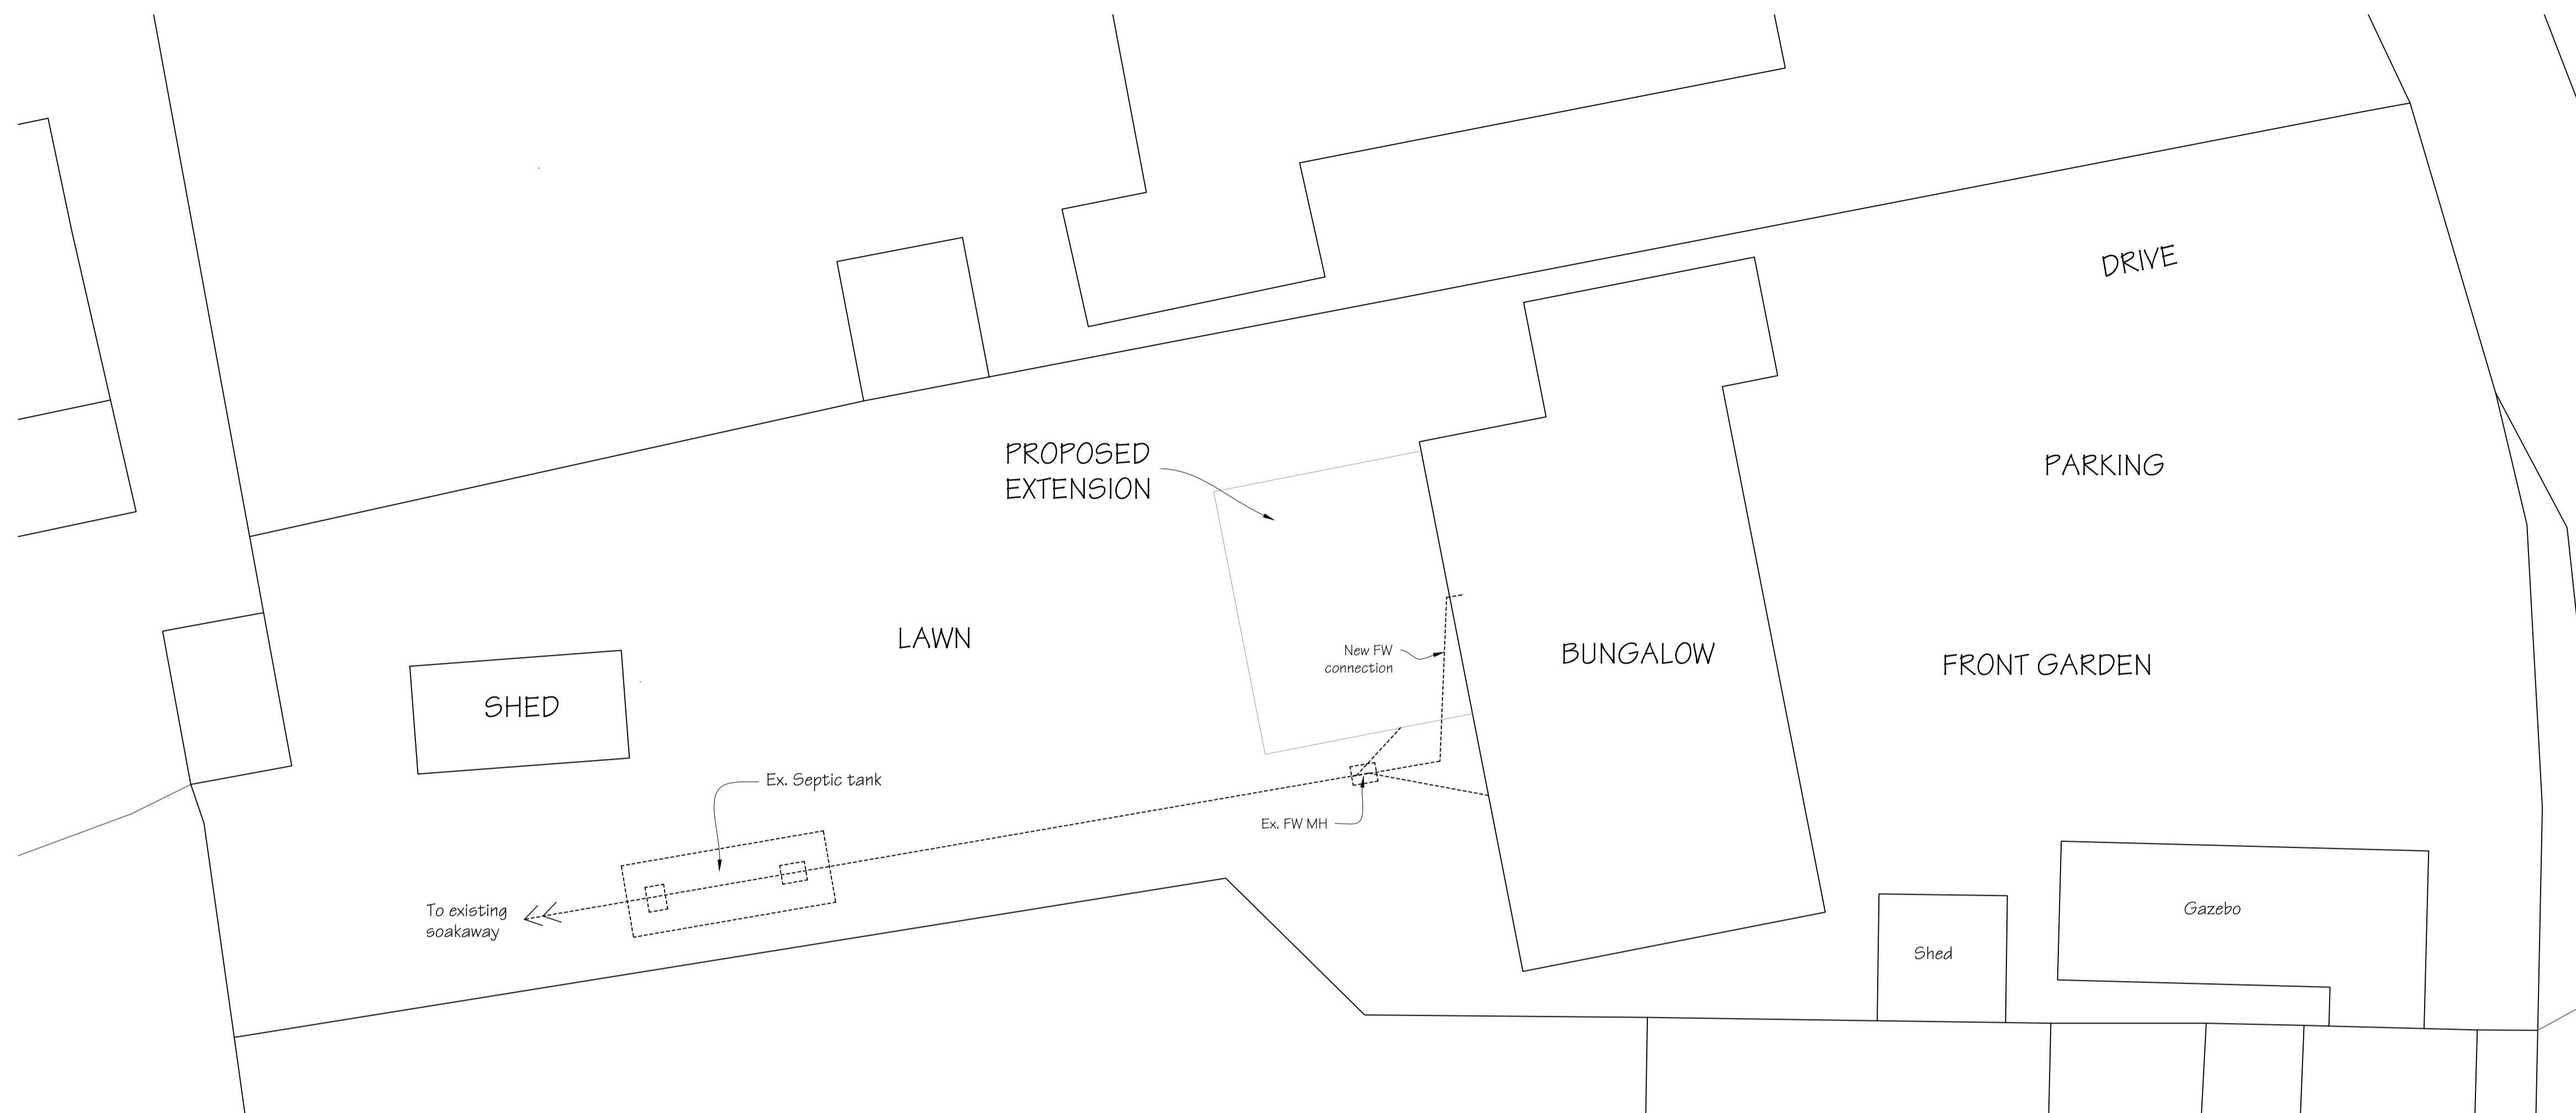 DRIVE
PROPOSED
EXTENSION
PARKING
LAWN
New FW
connection
BUNGALOW
FRONT GARDEN
SHED
Ex. Septic tank
Ex. FW MH
To existing
soakaway
Shed
Gazebo